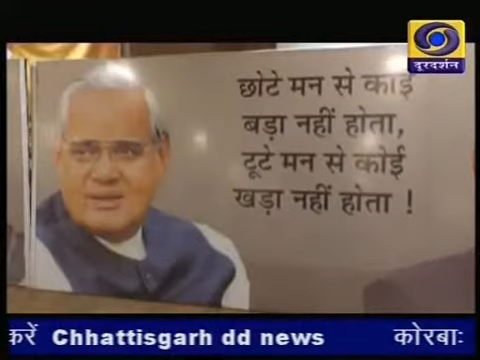 दूरदर्शन
छोटे मन से कोई
बड़ा नहीं होता,
टूटे मन से कोई
खड़ा नहीं होता !
करें Chhattisgarh dd news कोरबा: